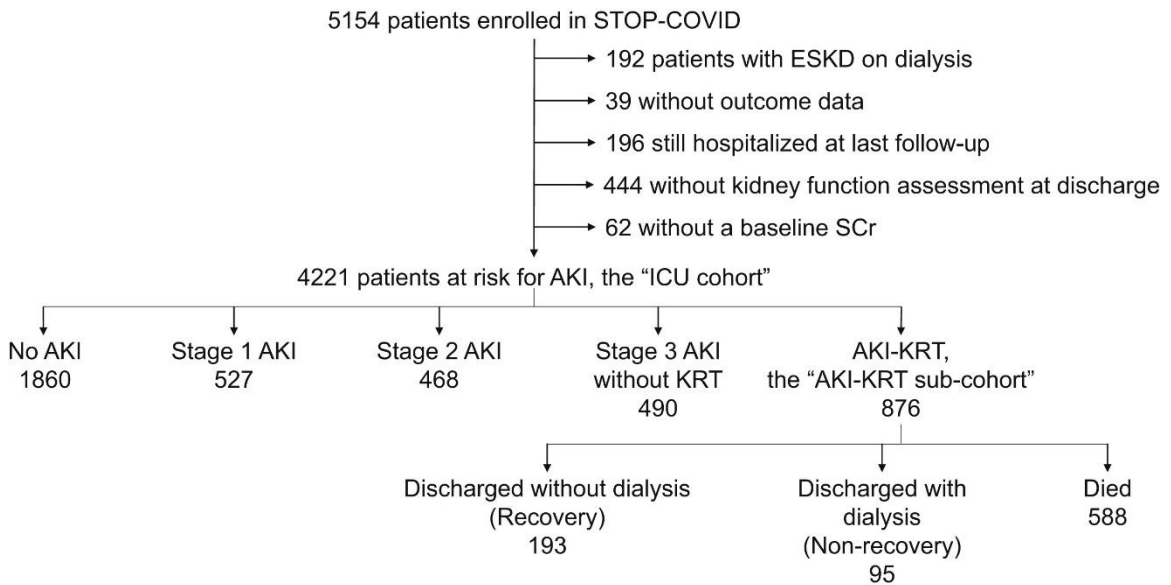 5154 patients enrolled in STOP-COVID
192 patients with ESKD on dialysis
39 without outcome data
196 still hospitalized at last follow-up
444 without kidney function assessment at discharge
62 without a baseline SCr
4221 patients at risk for AKI, the “ICU cohort”
No AKI
1860
Stage 1 AKI
527
Stage 2 AKI
468
Stage 3 AKI
without KRT
490
AKI-KRT,
the “AKI-KRT sub-cohort”
876
Discharged without dialysis
(Recovery)
193
Discharged with
dialysis
(Non-recovery)
95
Died
588